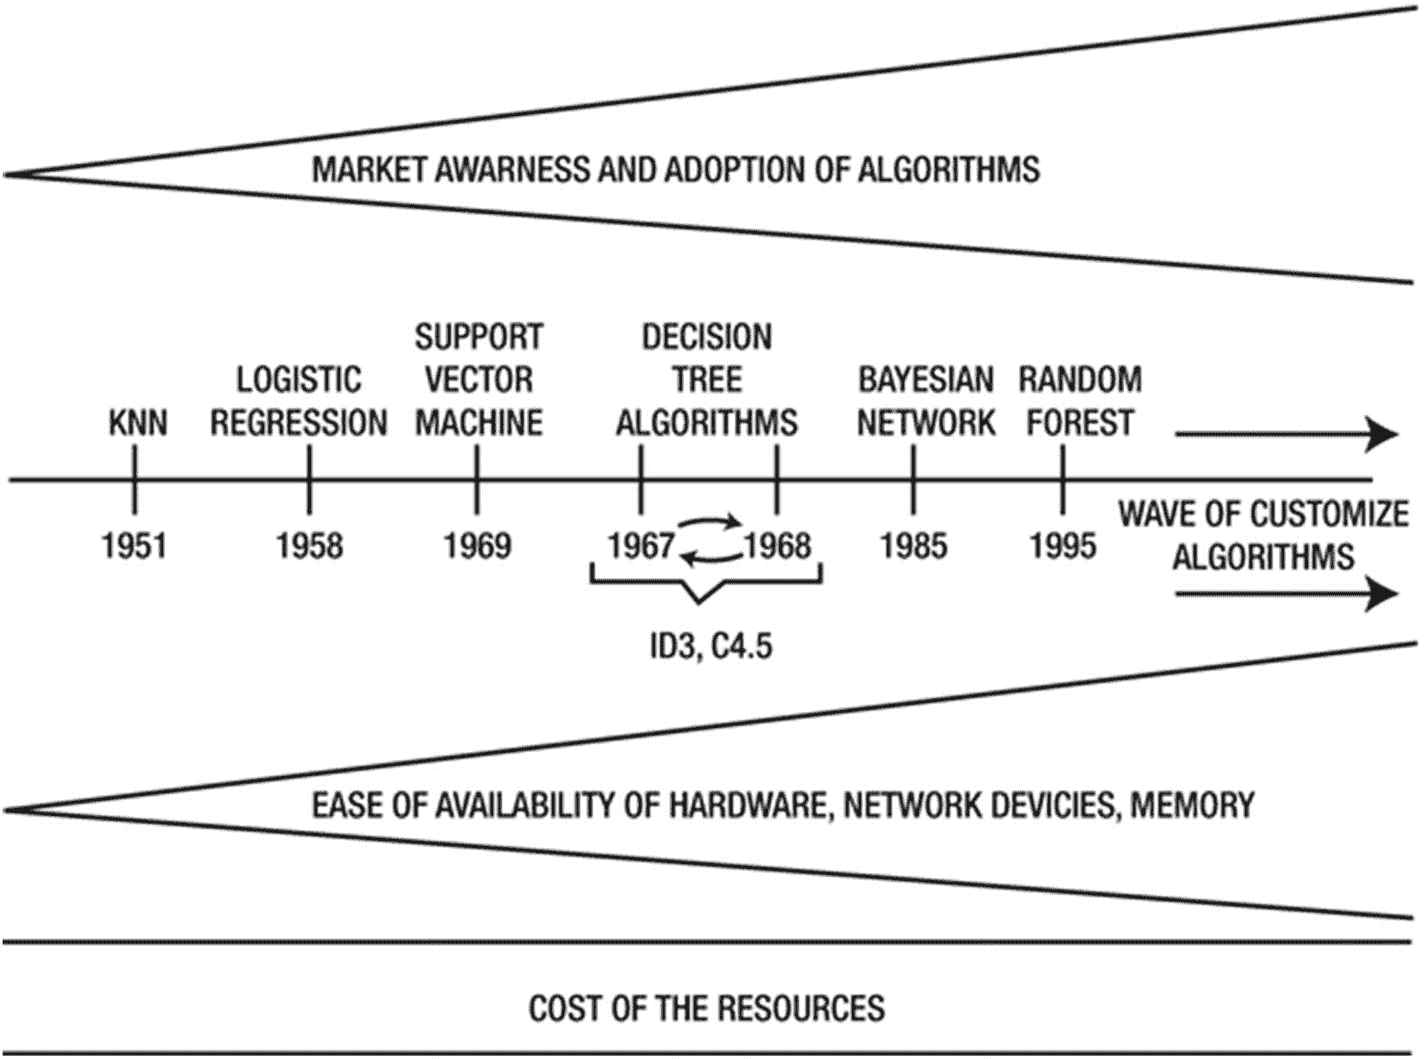 MARKET AWARNESS AND ADOPTION OF ALGORITHMS
KNN
LOGISTIC
REGRESSION
SUPPORT
VECTOR
MACHINE
DECISION
TREE
ALGORITHMS
BAYESIAN
NETWORK
RANDOM
FOREST
1951
1958
1969
1967
1968
1985
1995
WAVE OF CUSTOMIZE
ALGORITHMS
ID3, C4.5
EASE OF AVAILABILITY OF HARDWARE, NETWORK DEVICIES, MEMORY
COST OF THE RESOURCES